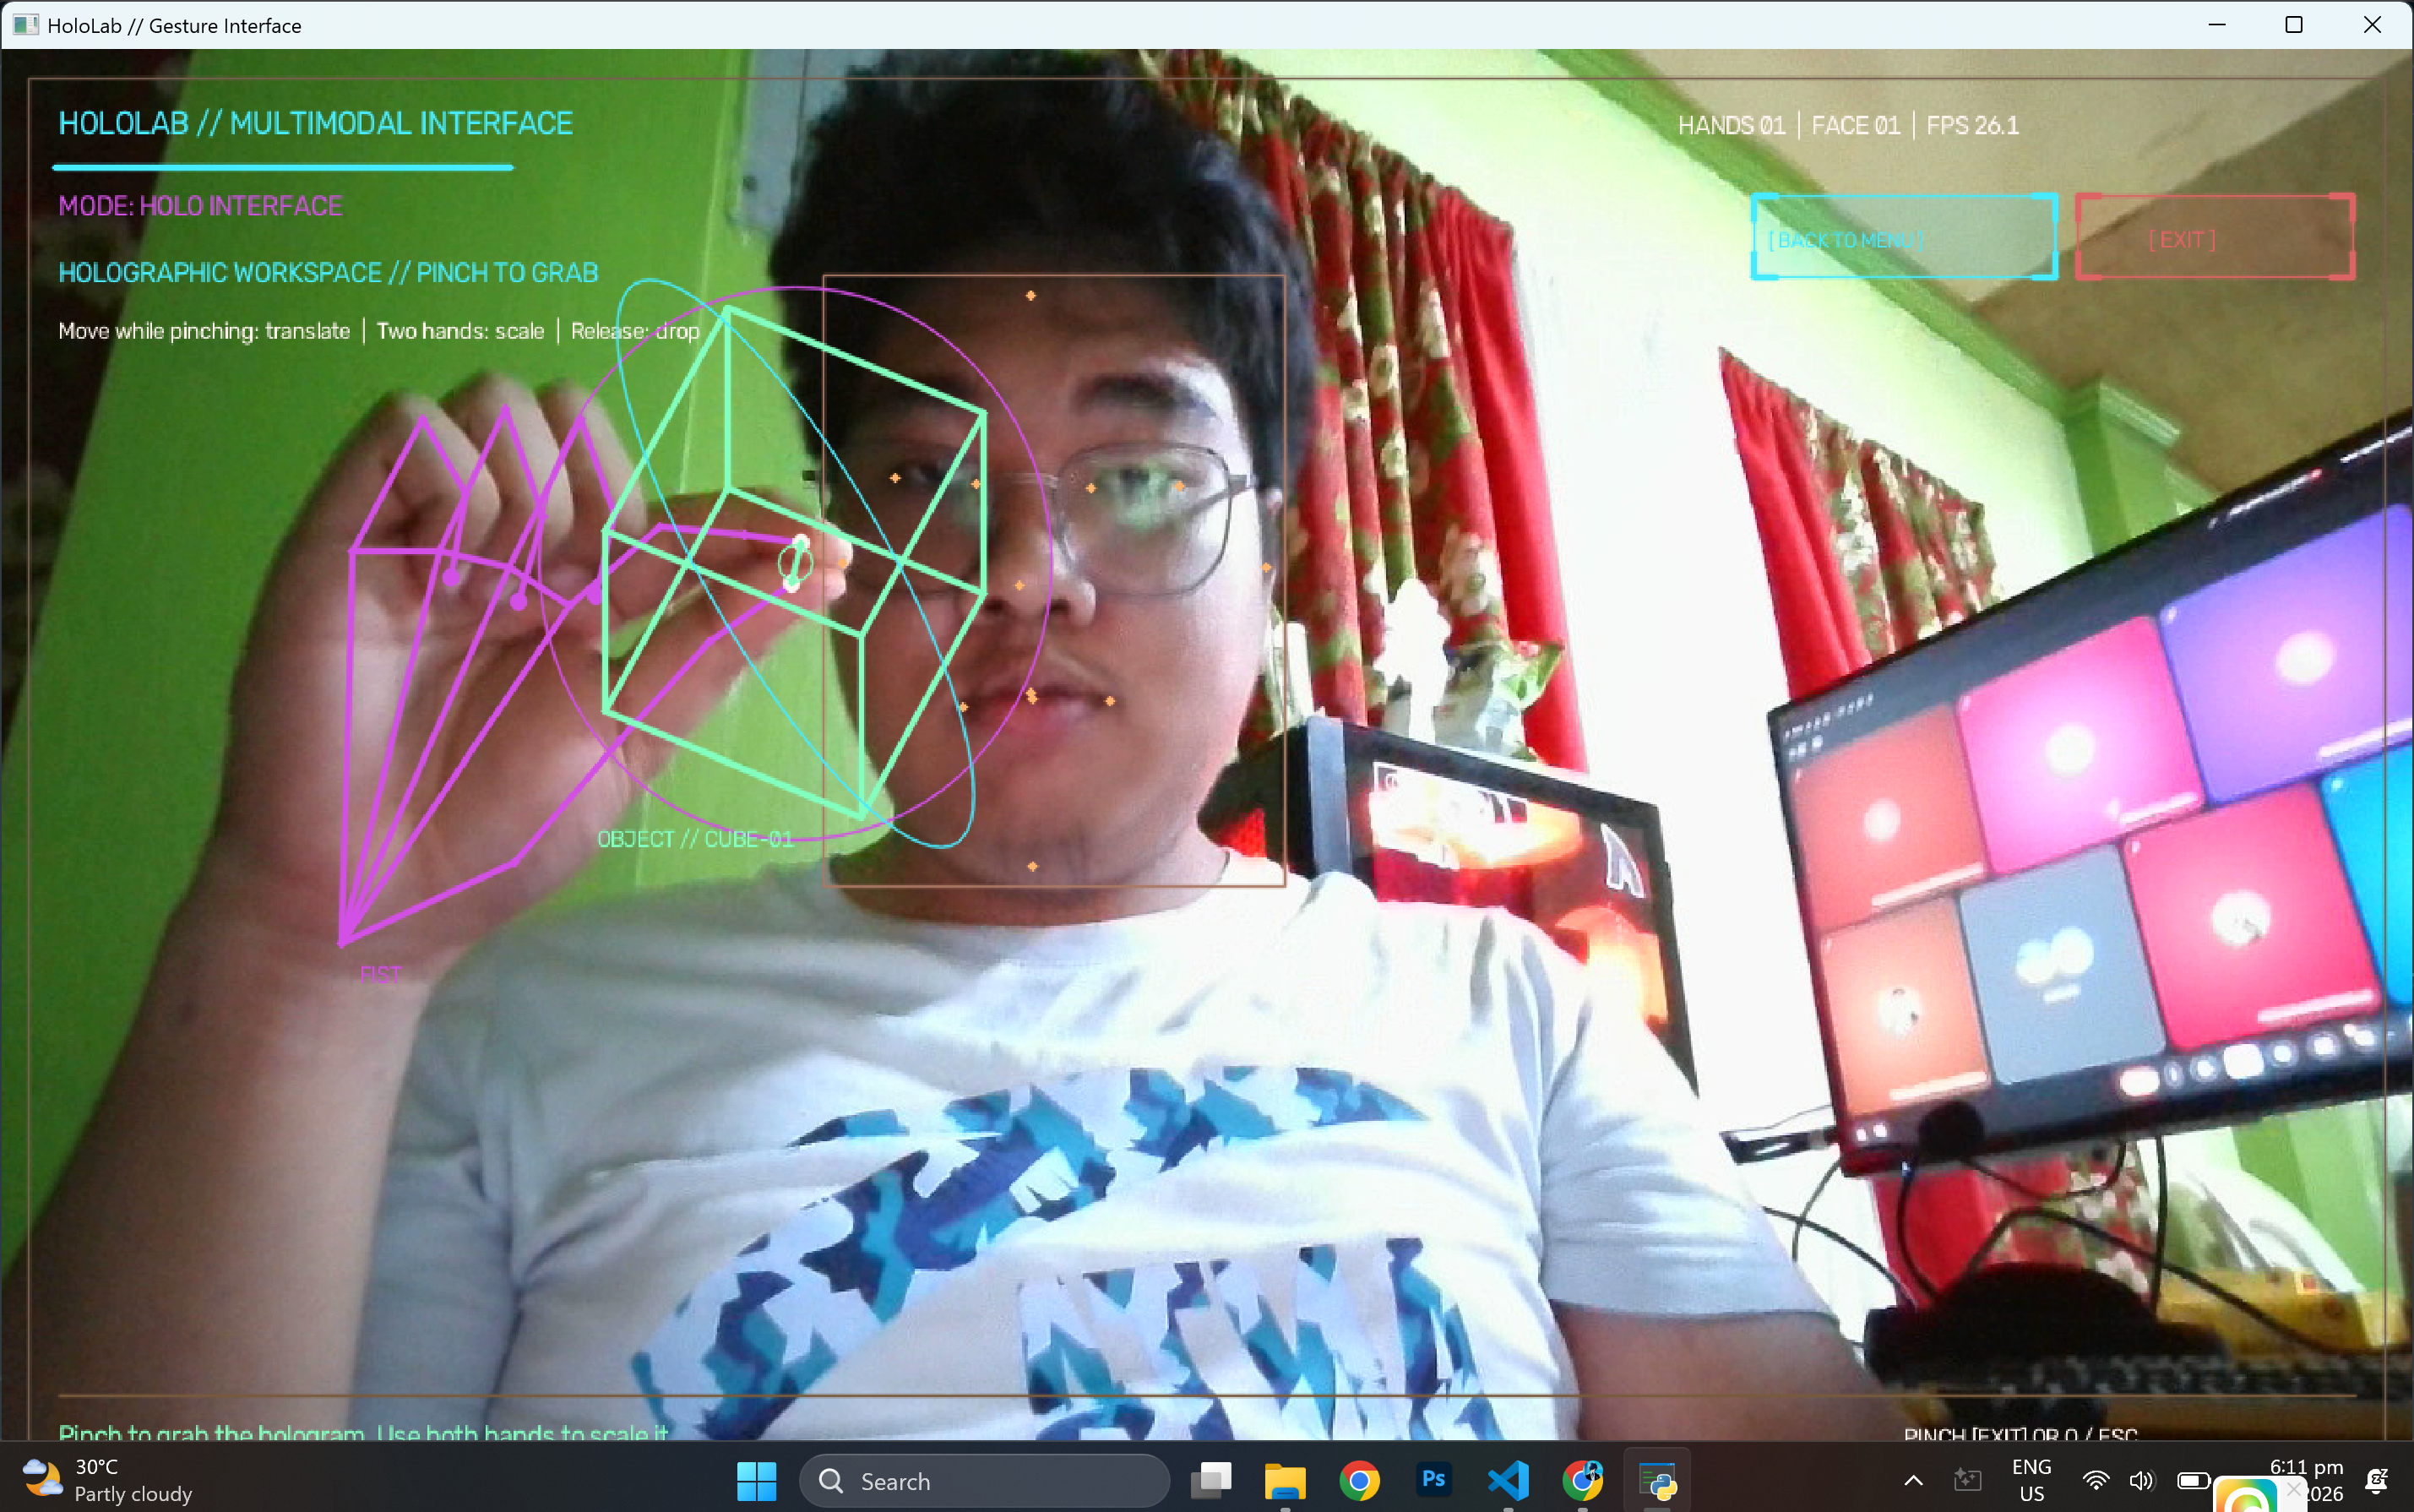 HoloLab // Gesture Interface
HOLOLAB // MULTIMODAL INTERFACE
HANDS 01 | FACE 01 | FPS 26.1
MODE: HOLO INTERFACE
[ BACK TO MENU ]
[ EXIT ]
HOLOGRAPHIC WORKSPACE // PINCH TO GRAB
Move while pinching: translate | Two hands: scale | Release: drop
OBJECT // CUBE-01
FIST
Pinch to grab the hologram. Use both hands to scale it.
PINCH [EXIT] OR Q / ESC
30°C
Partly cloudy
Search
Ps
ENG
US
6:11 pm
2026